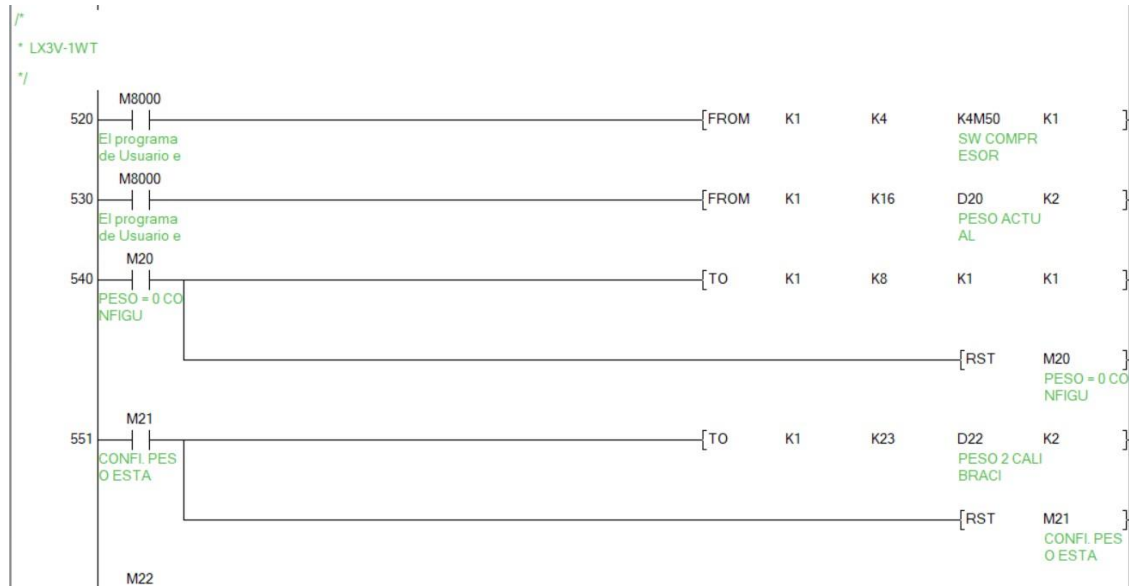 /*
* LX3V-1WT
*/
M8000
520 [FROM K1 K4 K4M50 K1 ]
El programa
de Usuario e
SW COMPR
ESOR
M8000
530 [FROM K1 K16 D20 K2 ]
El programa
de Usuario e
PESO ACTU
AL
M20
540 [TO K1 K8 K1 K1 ]
PESO = 0 CO
NFIGU
[RST M20 ]
PESO = 0 CO
NFIGU
M21
551 [TO K1 K23 D22 K2 ]
CONFI. PES
O ESTA
PESO 2 CALI
BRACI
[RST M21 ]
CONFI. PES
O ESTA
M22